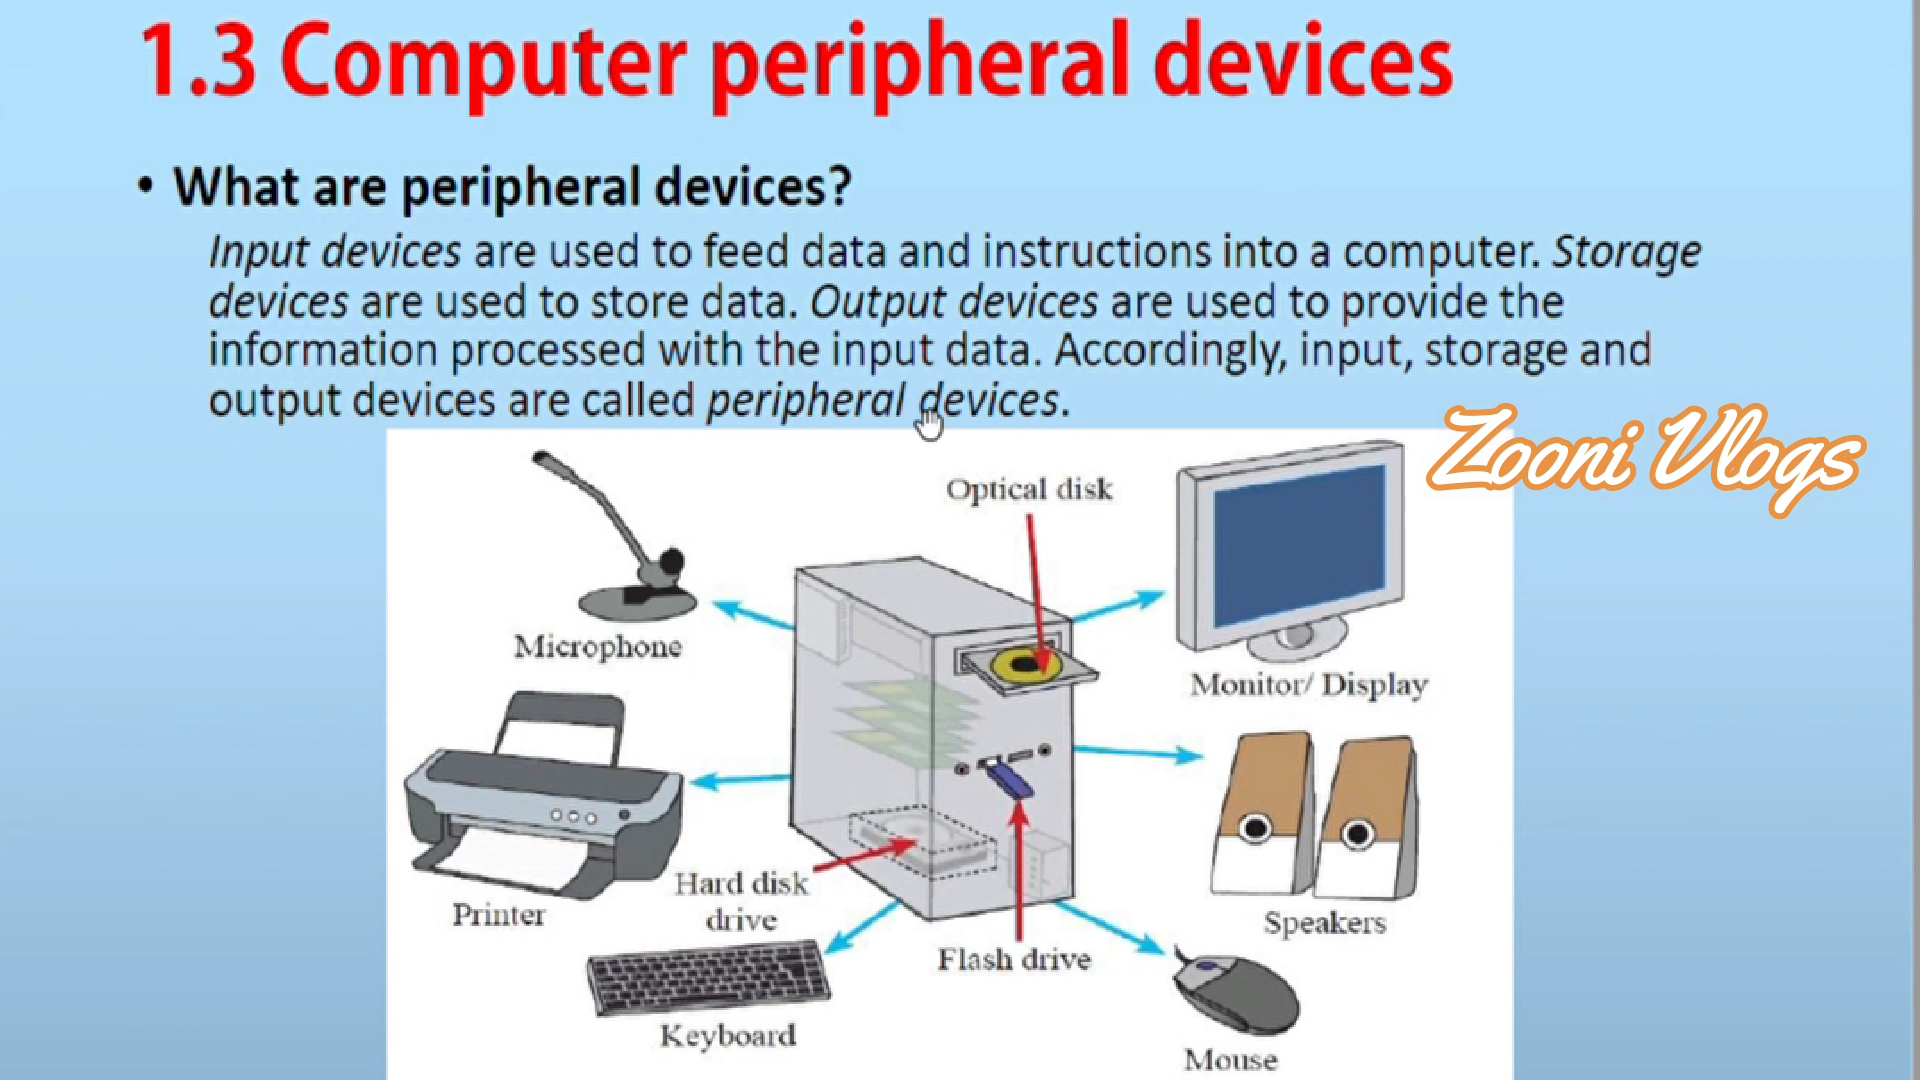 1.3 Computer peripheral devices
• What are peripheral devices?
Input devices are used to feed data and instructions into a computer. Storage
devices are used to store data. Output devices are used to provide the
information processed with the input data. Accordingly, input, storage and
output devices are called peripheral devices.
Zooni Vlogs
Optical disk
Microphone
Monitor/ Display
Hard disk
drive
Printer
Speakers
Flash drive
Keyboard
Mouse